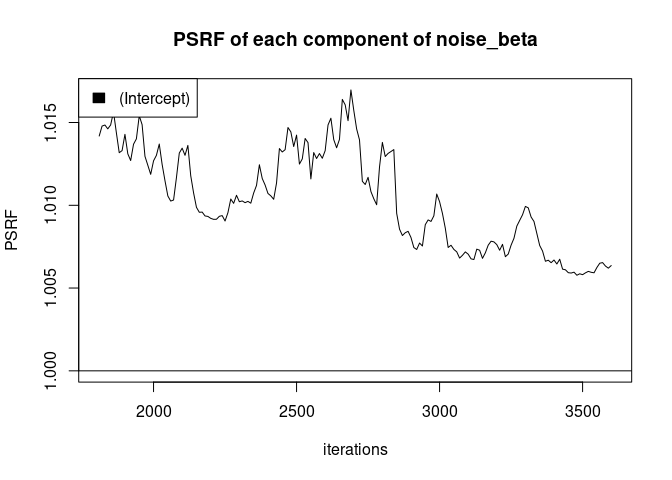 PSRF of each component of noise_beta
(Intercept)
1.015
1.010
1.005
1.000
PSRF
2000 2500 3000 3500
iterations